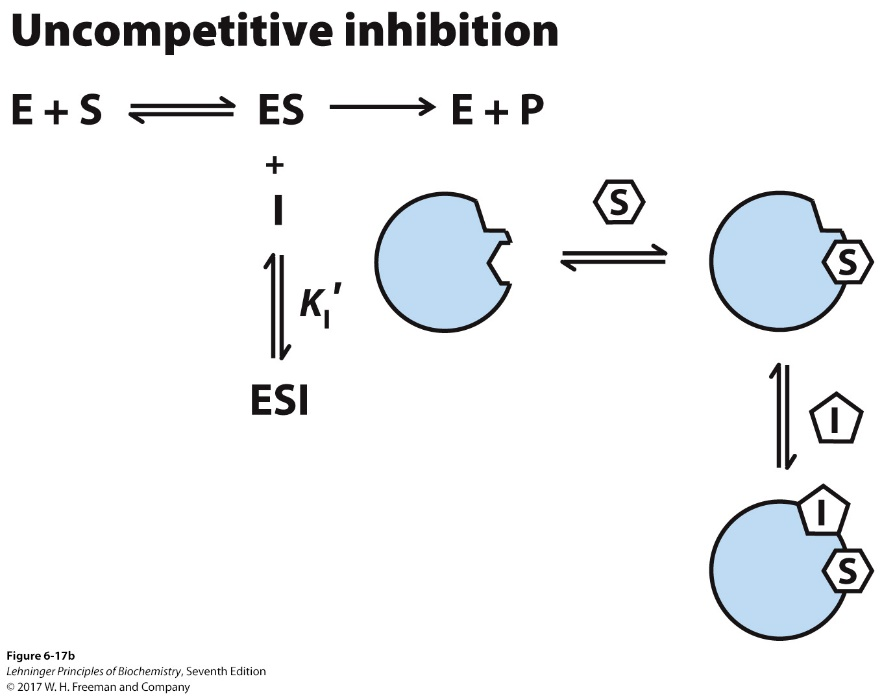 Uncompetitive inhibition
E + S ⇌ ES → E + P
+
I
K_I′
ESI
S
S
I
I
S
Figure 6-17b
Lehninger Principles of Biochemistry, Seventh Edition
© 2017 W. H. Freeman and Company